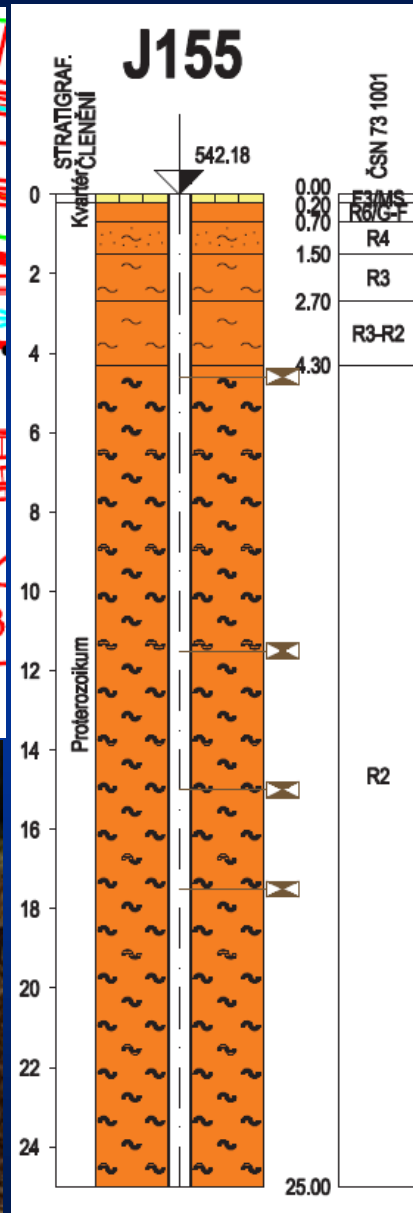 J155
STRATIGRAF.
ČLENĚNÍ
ČSN 73 1001
542.18
Kvartér
0
0.00
F3/MS
0.20
R6/G-F
0.70
R4
1.50
2
R3
2.70
R3-R2
4
4.30
6
8
10
12
Proterozoikum
14
R2
16
18
20
22
24
25.00